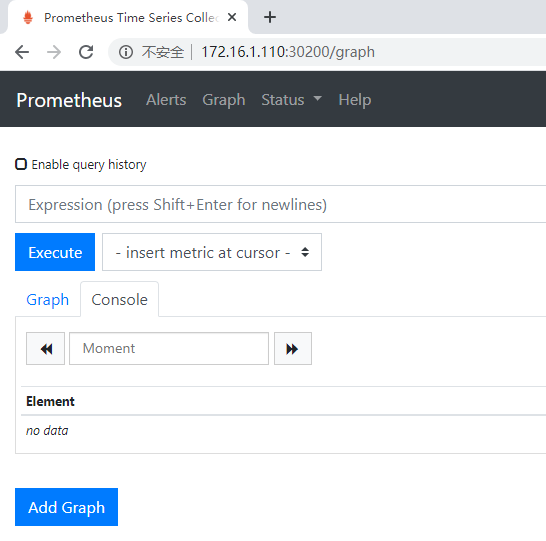 Prometheus Time Series Collec
不安全 172.16.1.110:30200/graph
Prometheus Alerts Graph Status Help
Enable query history
Expression (press Shift+Enter for newlines)
Execute - insert metric at cursor -
Graph Console
Moment
Element
no data
Add Graph